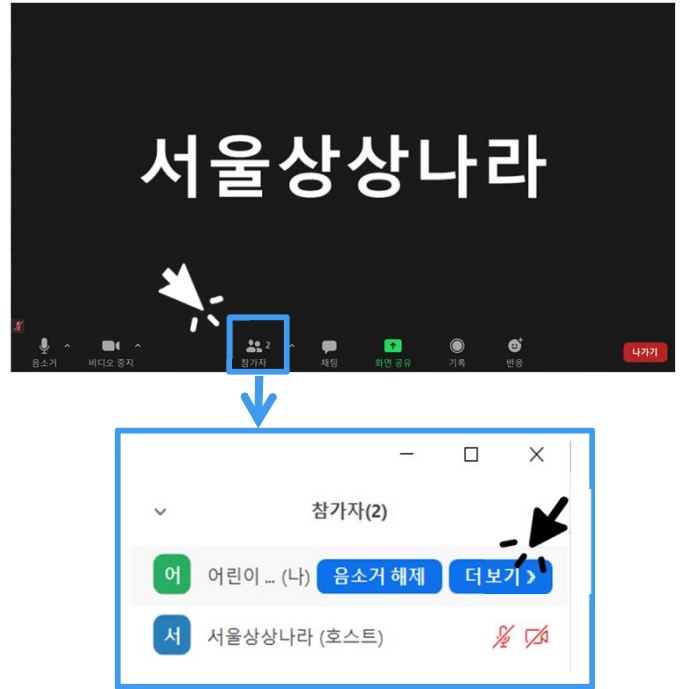 서울상상나라
2
음소거 비디오 중지 참가자 채팅 화면 공유 기록 반응 나가기
참가자(2)
어 어린이 ... (나) 음소거 해제 더 보기 >
서 서울상상나라 (호스트)